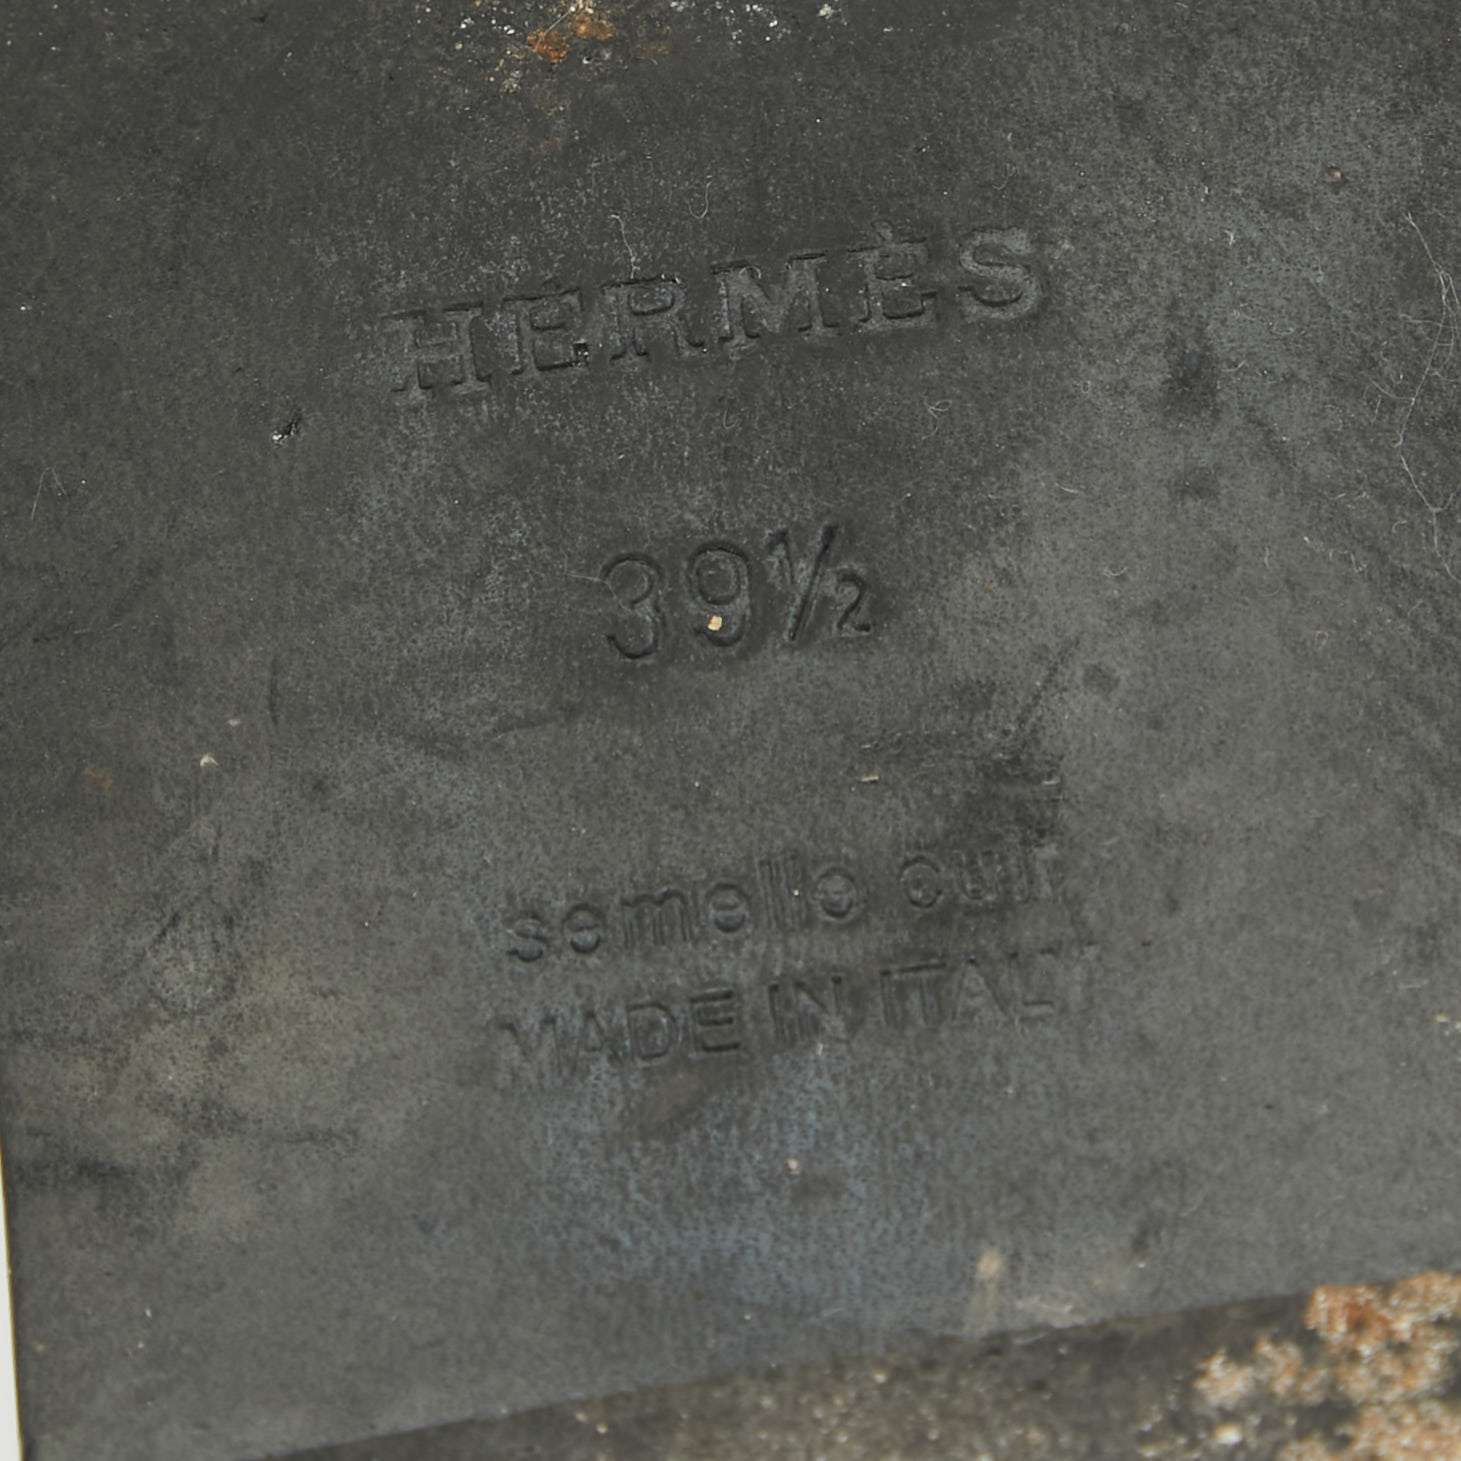 HERMÈS
39½
semelle cuir
MADE IN ITALY